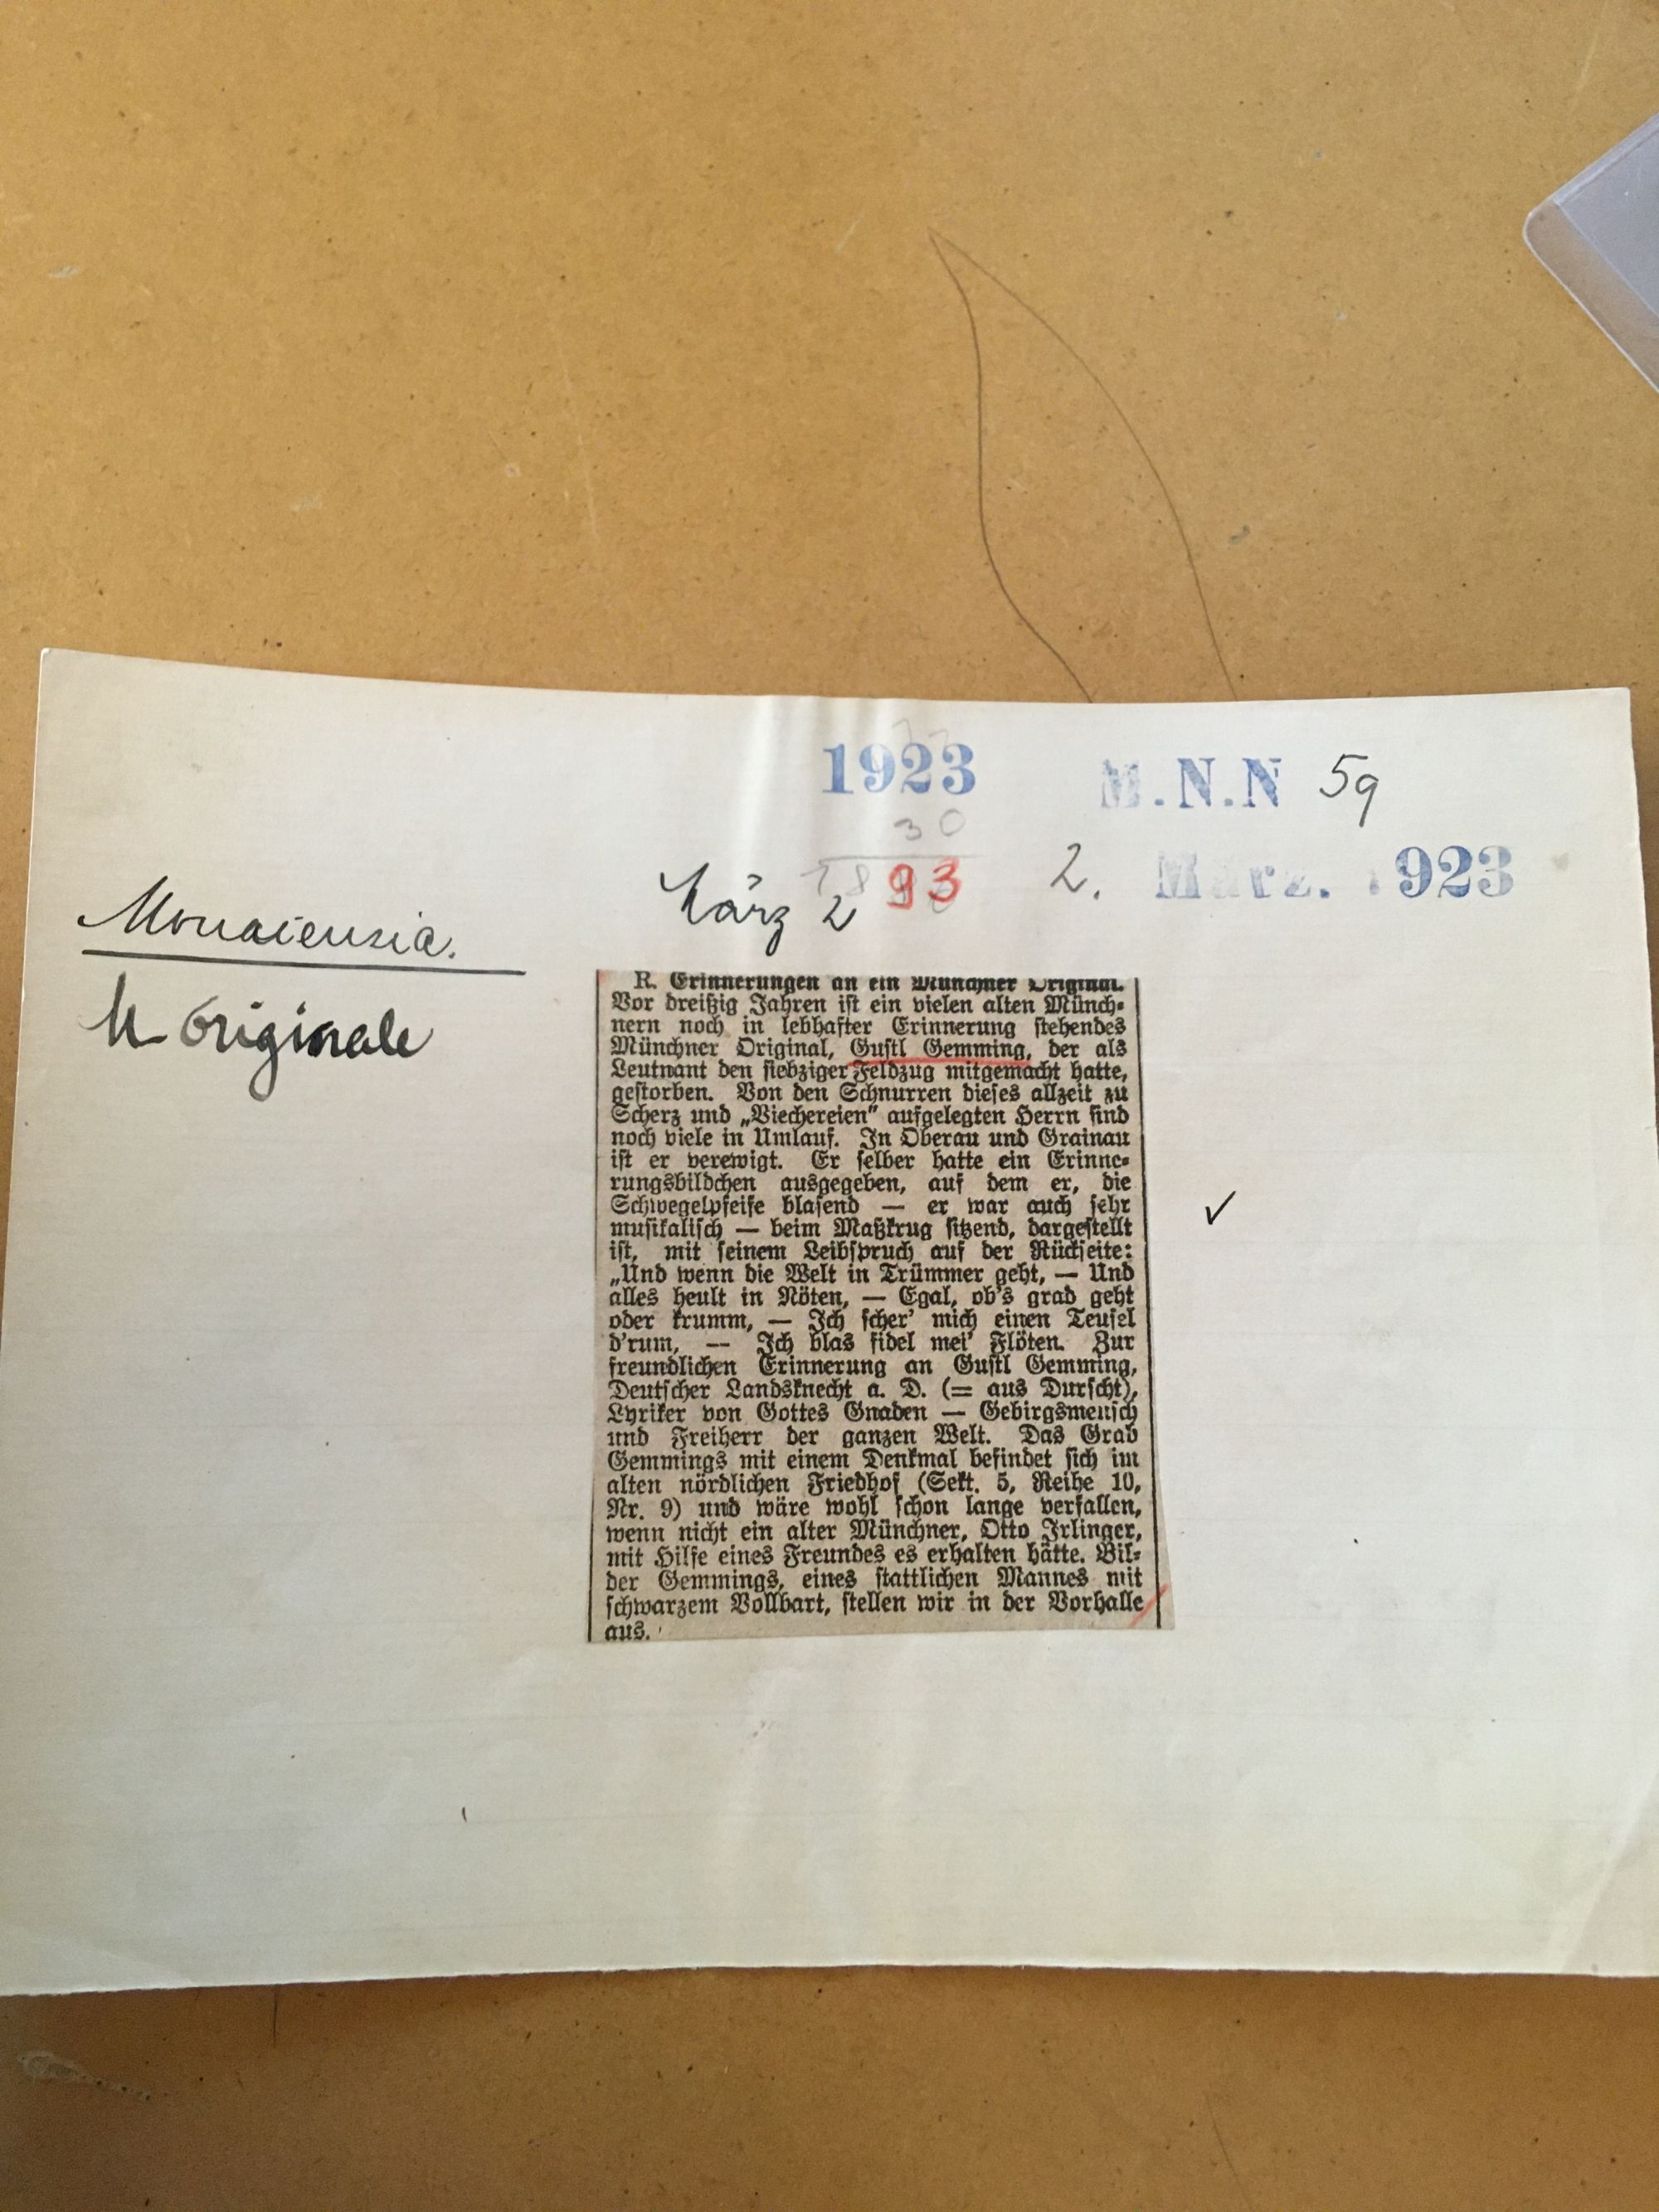 1923
M.N.N 59
30
1893
2. März. 1923
März 2
Monacensia.
M Originale
R. Erinnerungen an ein Münchner Original.
Vor dreißig Jahren ist ein vielen alten Münch-
nern noch in lebhafter Erinnerung stehendes
Münchner Original, Gustl Gemming, der als
Leutnant den siebziger Feldzug mitgemacht hatte,
gestorben. Von den Schnurren dieses allzeit zu
Scherz und „Viechereien" aufgelegten Herrn sind
noch viele in Umlauf. In Oberau und Grainau
ist er verewigt. Er selber hatte ein Erinne-
rungsbildchen ausgegeben, auf dem er, die
Schwegelpfeife blasend — er war auch sehr
musikalisch — beim Maßkrug sitzend, dargestellt
ist, mit seinem Leibspruch auf der Rückseite:
„Und wenn die Welt in Trümmer geht, — Und
alles heult in Nöten, — Egal, ob's grad geht
oder krumm, — Ich scher' mich einen Teufel
d'rum, — Ich blas fidel mei' Flöten. Zur
freundlichen Erinnerung an Gustl Gemming,
Deutscher Landsknecht a. D. (= aus Durscht),
Lyriker von Gottes Gnaden — Gebirgsmensch
und Freiherr der ganzen Welt. Das Grab
Gemmings mit einem Denkmal befindet sich im
alten nördlichen Friedhof (Sekt. 5, Reihe 10,
Nr. 9) und wäre wohl schon lange verfallen,
wenn nicht ein alter Münchner, Otto Irlinger,
mit Hilfe eines Freundes es erhalten hätte. Bil-
der Gemmings, eines stattlichen Mannes mit
schwarzem Vollbart, stellen wir in der Vorhalle
aus.